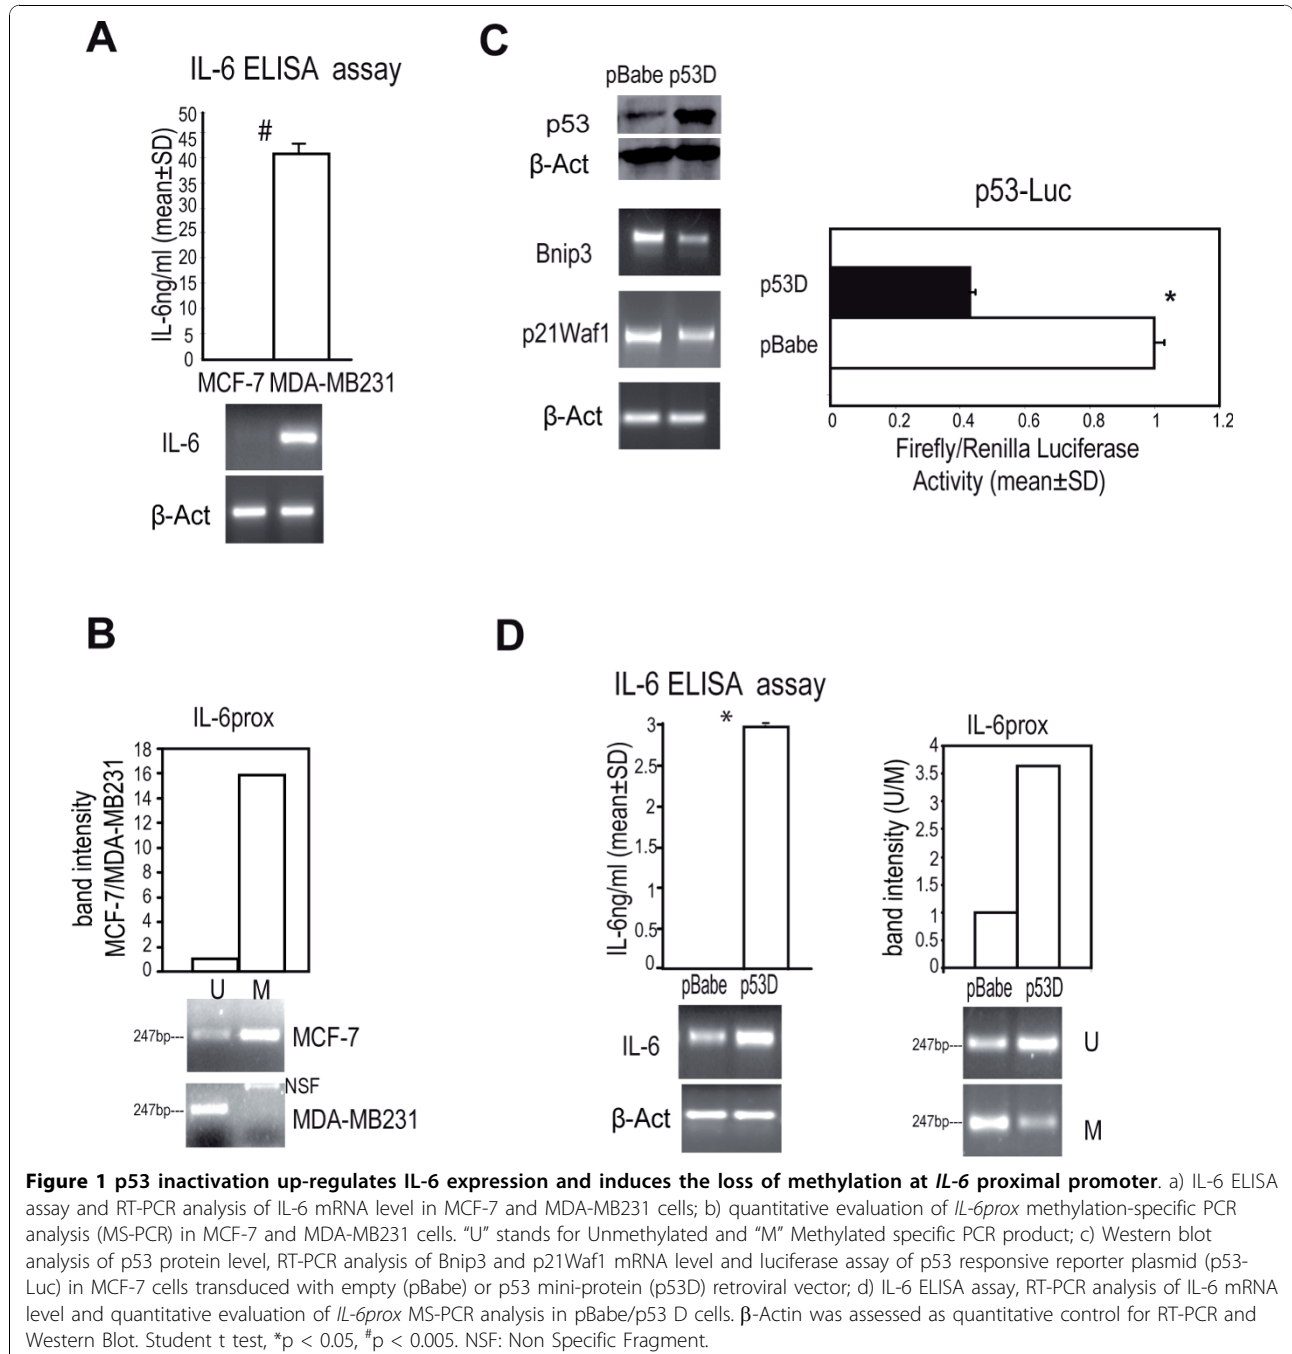 A
IL-6 ELISA assay
IL-6ng/ml (mean±SD)
50
45
40
35
30
25
20
15
10
5
0
#
MCF-7 MDA-MB231
IL-6
β-Act
C
pBabe p53D
p53
β-Act
Bnip3
p21Waf1
β-Act
p53-Luc
p53D
pBabe
*
0 0.2 0.4 0.6 0.8 1 1.2
Firefly/Renilla Luciferase
Activity (mean±SD)
B
IL-6prox
band intensity
MCF-7/MDA-MB231
18
16
14
12
10
8
6
4
2
0
U M
247bp--- MCF-7
NSF
247bp--- MDA-MB231
D
IL-6 ELISA assay
IL-6ng/ml (mean±SD)
3
2.5
2
1.5
1
0.5
0
*
pBabe p53D
IL-6
β-Act
IL-6prox
band intensity (U/M)
4
3.5
3
2.5
2
1.5
1
0.5
0
pBabe p53D
247bp--- U
247bp--- M
Figure 1 p53 inactivation up-regulates IL-6 expression and induces the loss of methylation at IL-6 proximal promoter. a) IL-6 ELISA
assay and RT-PCR analysis of IL-6 mRNA level in MCF-7 and MDA-MB231 cells; b) quantitative evaluation of IL-6prox methylation-specific PCR
analysis (MS-PCR) in MCF-7 and MDA-MB231 cells. “U” stands for Unmethylated and “M” Methylated specific PCR product; c) Western blot
analysis of p53 protein level, RT-PCR analysis of Bnip3 and p21Waf1 mRNA level and luciferase assay of p53 responsive reporter plasmid (p53-
Luc) in MCF-7 cells transduced with empty (pBabe) or p53 mini-protein (p53D) retroviral vector; d) IL-6 ELISA assay, RT-PCR analysis of IL-6 mRNA
level and quantitative evaluation of IL-6prox MS-PCR analysis in pBabe/p53 D cells. β-Actin was assessed as quantitative control for RT-PCR and
Western Blot. Student t test, *p < 0.05, #p < 0.005. NSF: Non Specific Fragment.